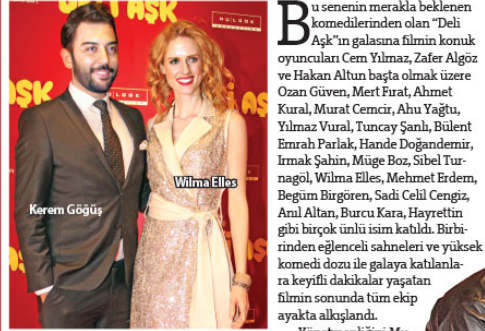 Dİ AŞK
HULOOK
AŞK
AŞK
Wilma Elles
Kerem Göğüş
Bu senenin merakla beklenen
komedilerinden olan “Deli
Aşk”ın galasına filmin konuk
oyuncuları Cem Yılmaz, Zafer Algöz
ve Hakan Altun başta olmak üzere
Ozan Güven, Mert Fırat, Ahmet
Kural, Murat Cemcir, Ahu Yağtu,
Yılmaz Vural, Tuncay Şanlı, Bülent
Emrah Parlak, Hande Doğandemir,
Irmak Şahin, Müge Boz, Sibel Tur-
nagöl, Wilma Elles, Mehmet Erdem,
Begüm Birgören, Sadi Celil Cengiz,
Anıl Altan, Burcu Kara, Hayrettin
gibi birçok ünlü isim katıldı. Birbi-
rinden eğlenceli sahneleri ve yüksek
komedi dozu ile galaya katılanla-
ra keyifli dakikalar yaşatan
filmin sonunda tüm ekip
ayakta alkışlandı.